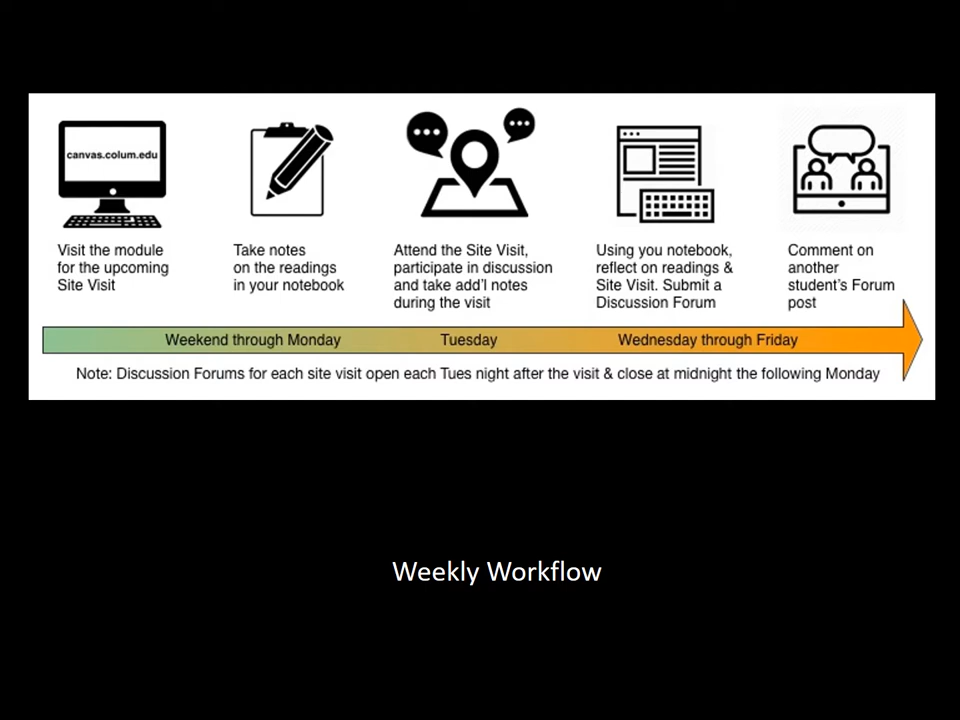 canvas.colum.edu
Visit the module
for the upcoming
Site Visit
Take notes
on the readings
in your notebook
Attend the Site Visit,
participate in discussion
and take add'l notes
during the visit
Using you notebook,
reflect on readings &
Site Visit. Submit a
Discussion Forum
Comment on
another
student's Forum
post
Weekend through Monday
Tuesday
Wednesday through Friday
Note: Discussion Forums for each site visit open each Tues night after the visit & close at midnight the following Monday
Weekly Workflow